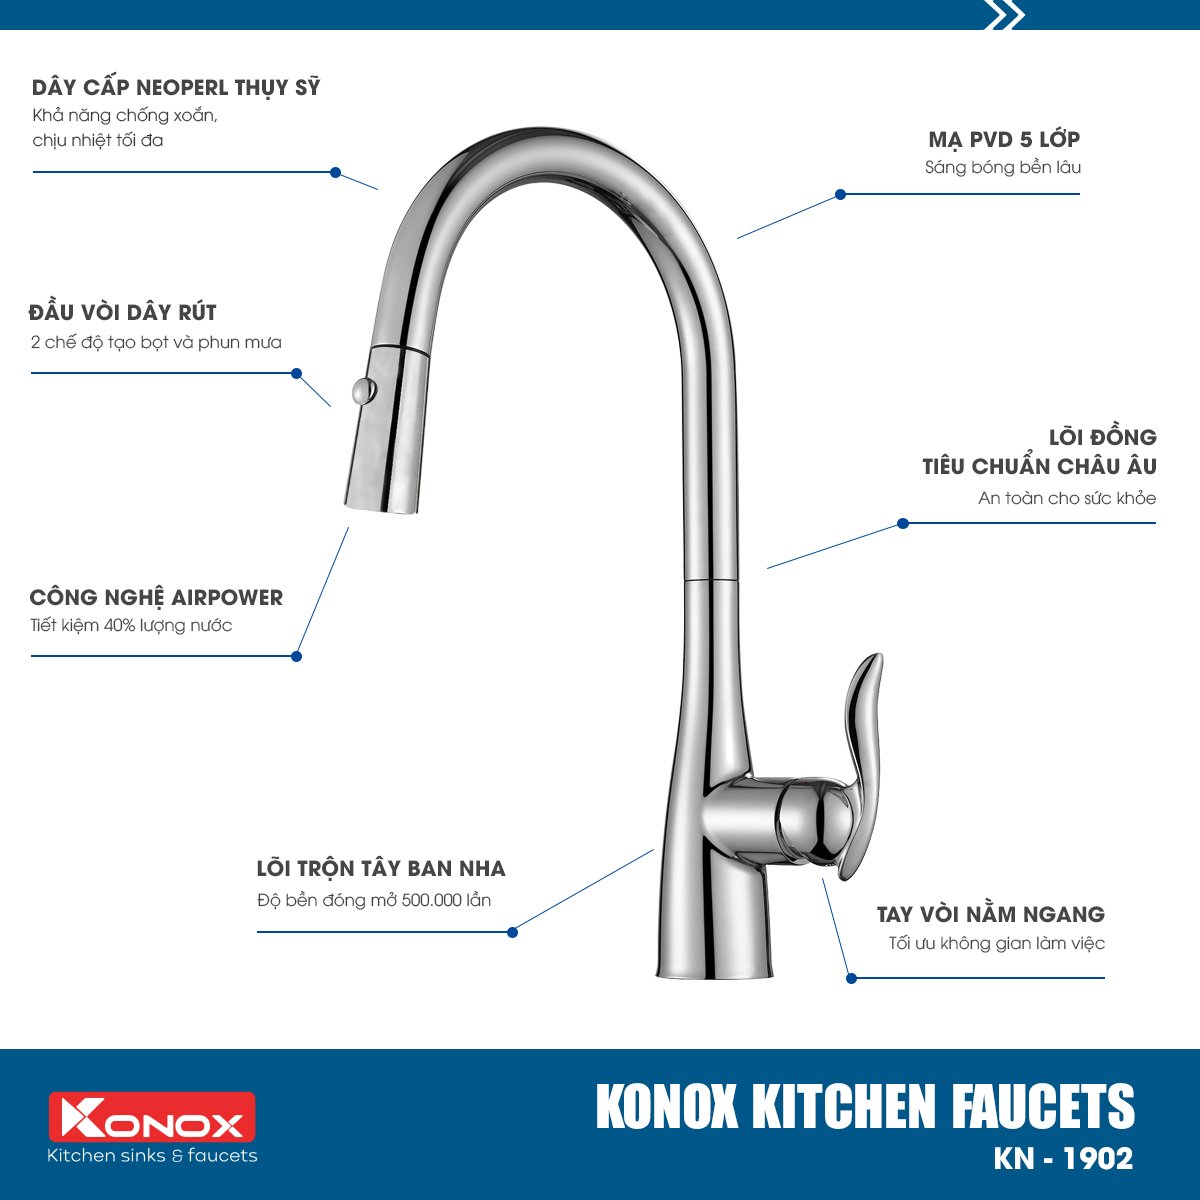 DÂY CẤP NEOPERL THỤY SỸ
Khả năng chống xoắn,
chịu nhiệt tối đa
MẠ PVD 5 LỚP
Sáng bóng bền lâu
ĐẦU VÒI DÂY RÚT
2 chế độ tạo bọt và phun mưa
LÕI ĐỒNG
TIÊU CHUẨN CHÂU ÂU
An toàn cho sức khỏe
CÔNG NGHỆ AIRPOWER
Tiết kiệm 40% lượng nước
LÕI TRỘN TÂY BAN NHA
Độ bền đóng mở 500.000 lần
TAY VÒI NẰM NGANG
Tối ưu không gian làm việc
KONOX
Kitchen sinks & faucets
KONOX KITCHEN FAUCETS
KN - 1902